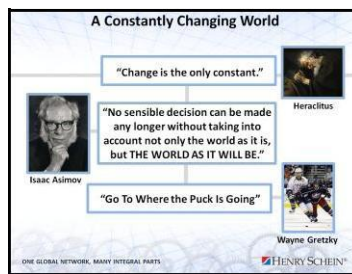 A Constantly Changing World
“Change is the only constant.”
Heraclitus
“No sensible decision can be made
any longer without taking into
account not only the world as it is,
but THE WORLD AS IT WILL BE.”
Isaac Asimov
“Go To Where the Puck Is Going”
Wayne Gretzky
ONE GLOBAL NETWORK, MANY INTEGRAL PARTS
HENRY SCHEIN®